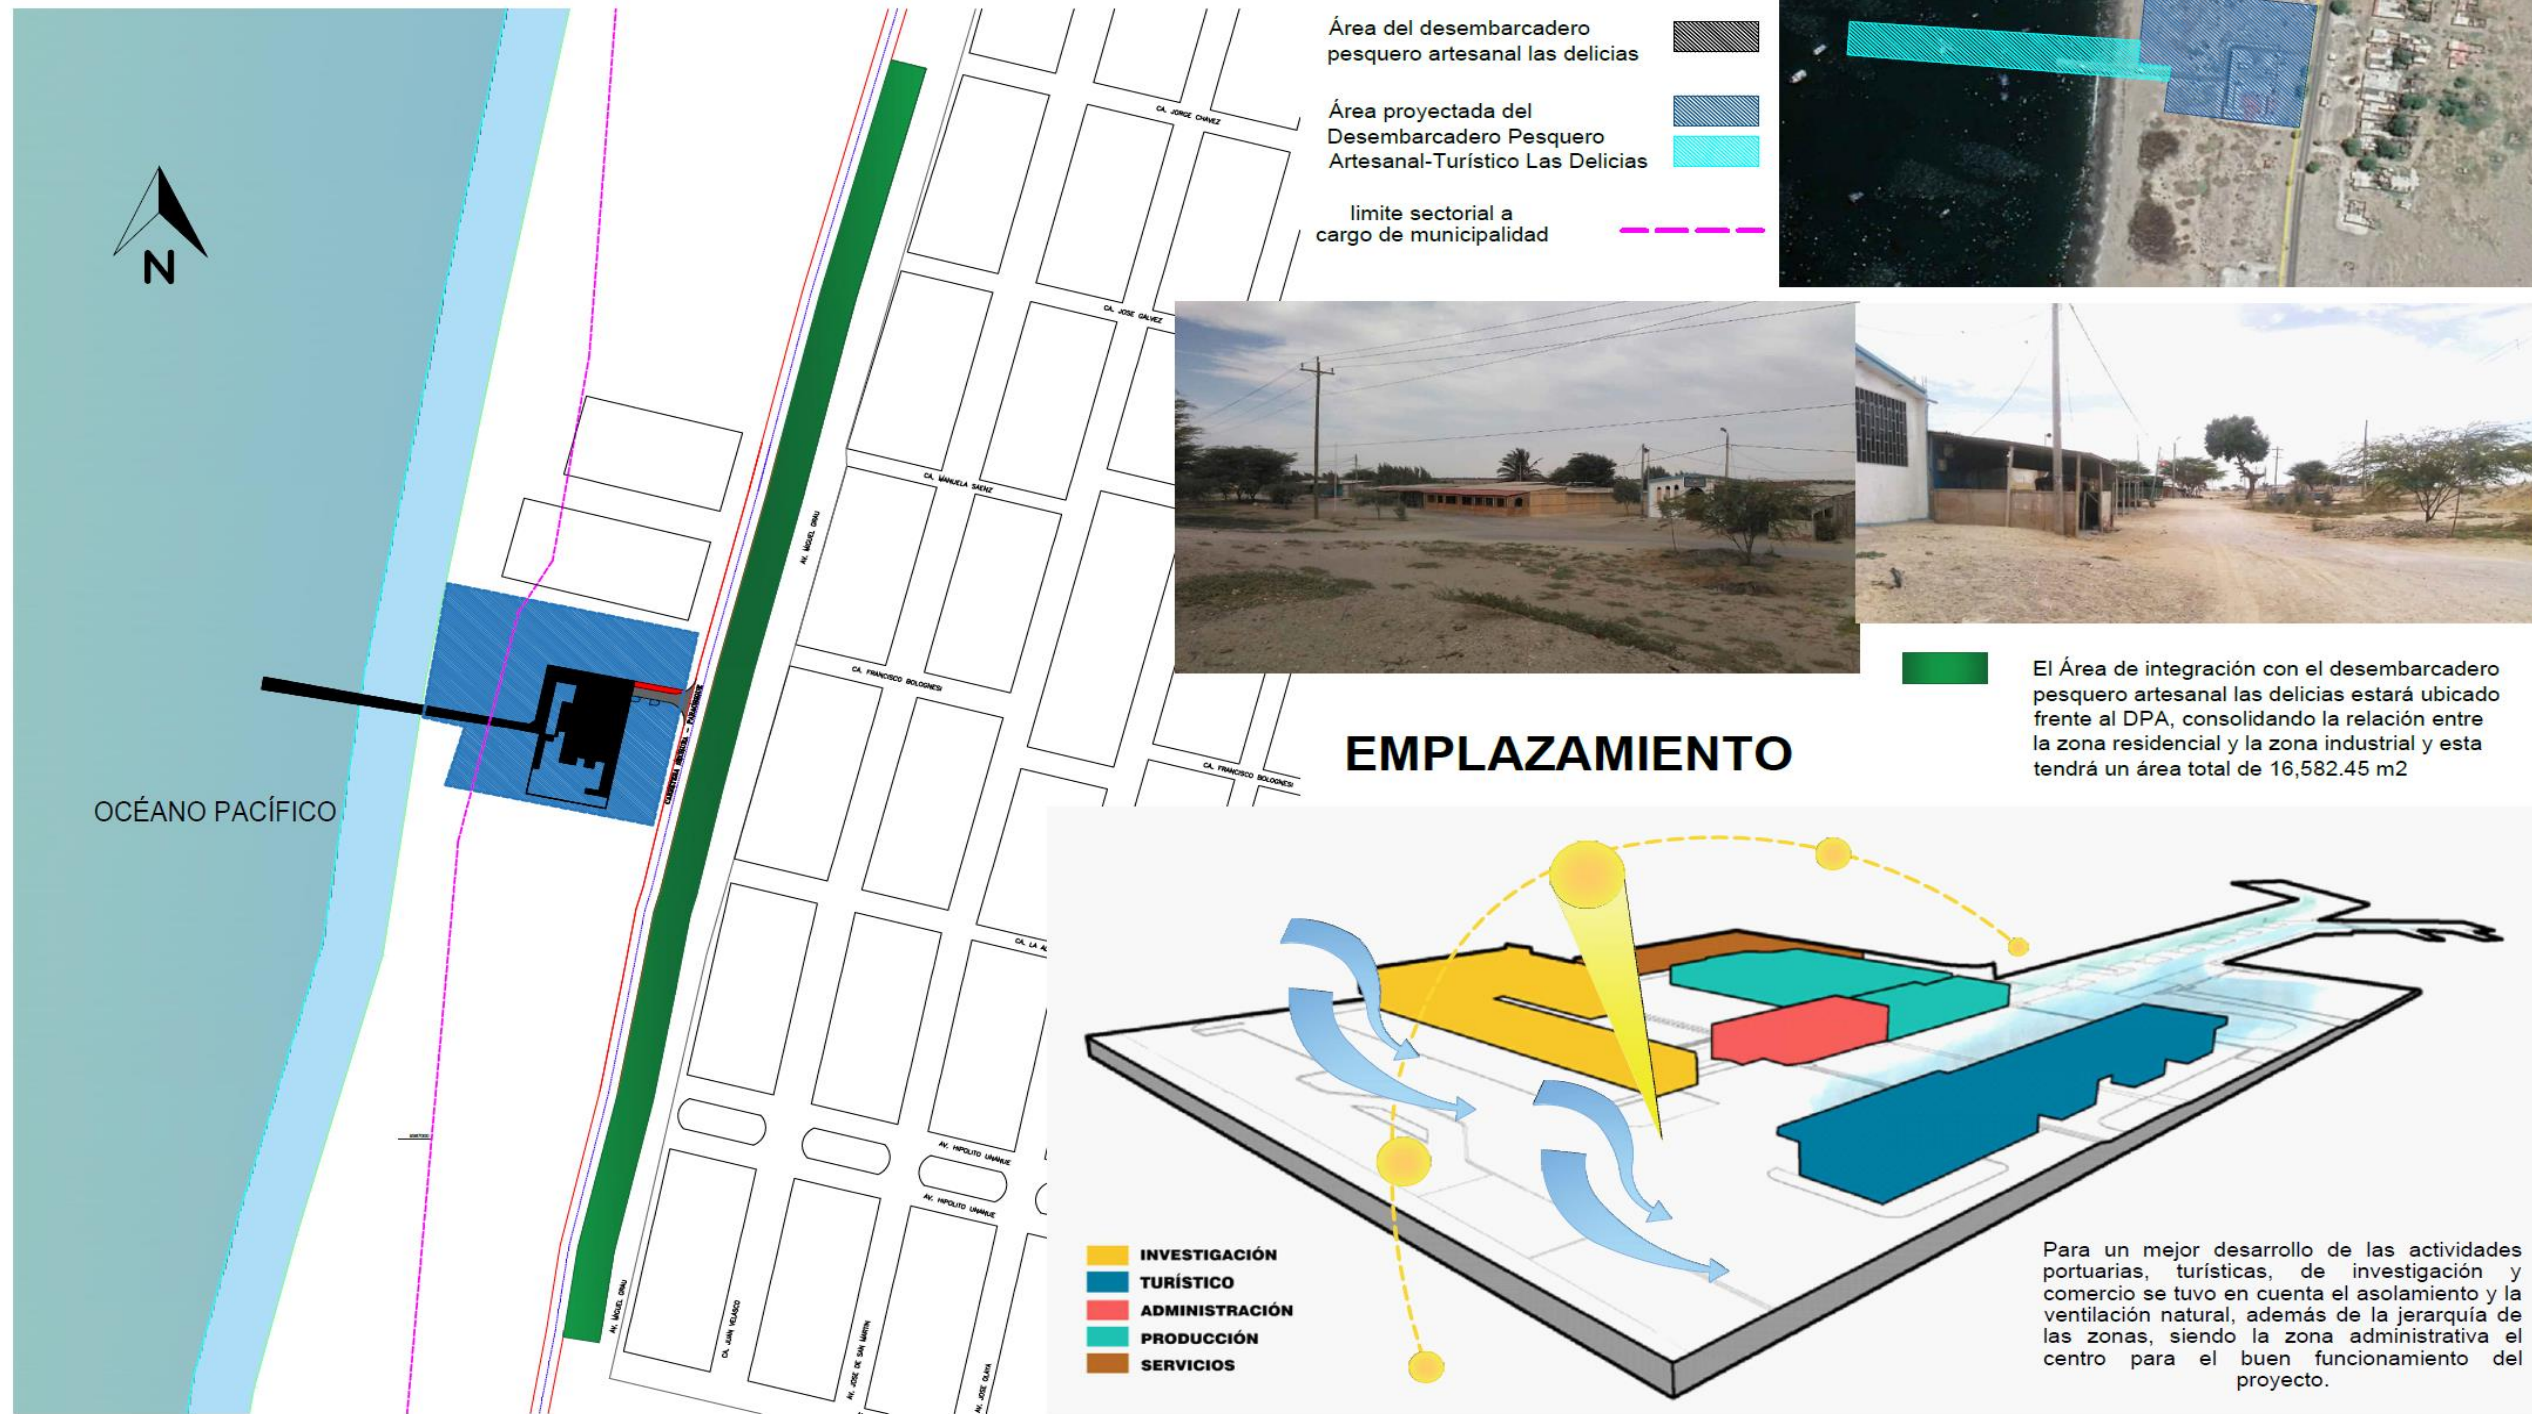 Área del desembarcadero
pesquero artesanal las delicias
Área proyectada del
Desembarcadero Pesquero
Artesanal-Turístico Las Delicias
limite sectorial a
cargo de municipalidad
N
OCÉANO PACÍFICO
CA. JORGE CHAVEZ
CA. JOSE GALVEZ
CA. MANUELA SAENZ
AV. MIGUEL GRAU
CA. FRANCISCO BOLOGNESI
CA. FRANCISCO BOLOGNESI
CA. LA
AV. HIPOLITO UNANUE
AV. HIPOLITO UNANUE
AV. MIGUEL GRAU
CA. JUAN VELASCO
AV. JOSE DE SAN MARTIN
AV. JOSE OLAYA
El Área de integración con el desembarcadero
pesquero artesanal las delicias estará ubicado
frente al DPA, consolidando la relación entre
la zona residencial y la zona industrial y esta
tendrá un área total de 16,582.45 m2
EMPLAZAMIENTO
INVESTIGACIÓN
TURÍSTICO
ADMINISTRACIÓN
PRODUCCIÓN
SERVICIOS
Para un mejor desarrollo de las actividades
portuarias, turísticas, de investigación y
comercio se tuvo en cuenta el asolamiento y la
ventilación natural, además de la jerarquía de
las zonas, siendo la zona administrativa el
centro para el buen funcionamiento del
proyecto.